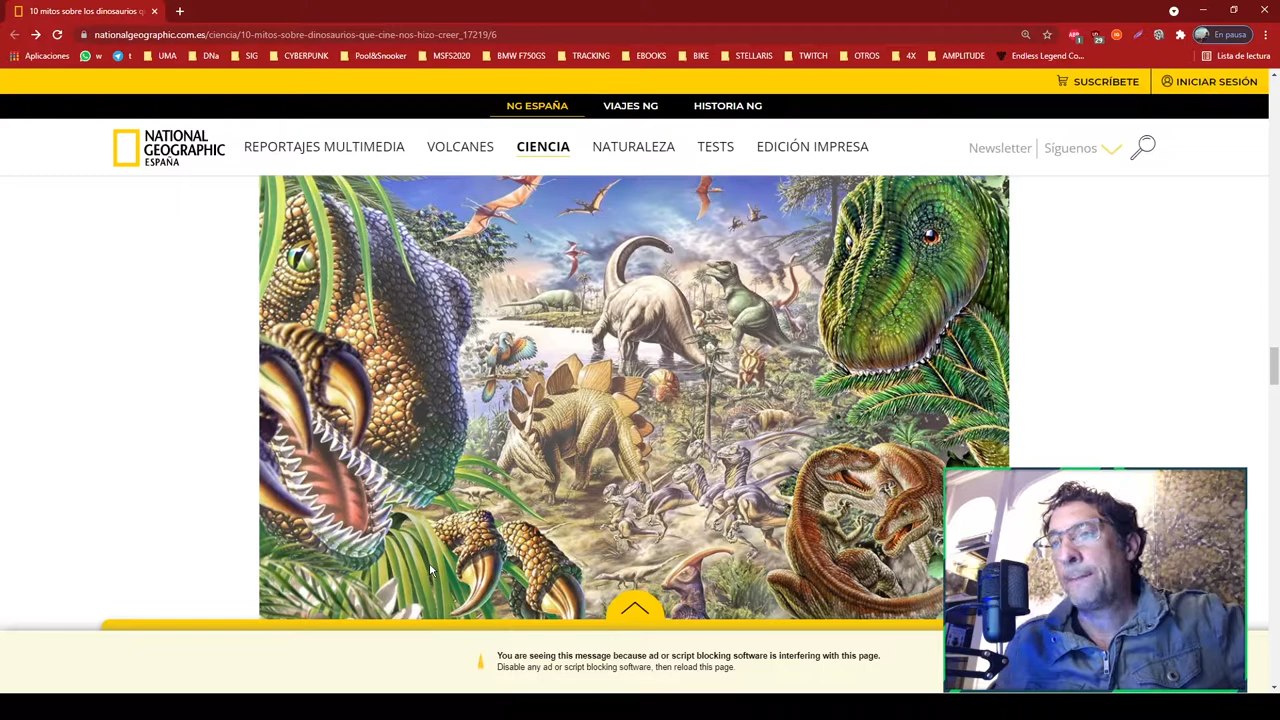 10 mitos sobre los dinosaurios qu
En pausa
nationalgeographic.com.es/ciencia/10-mitos-sobre-dinosaurios-que-cine-nos-hizo-creer_17219/6
Aplicaciones w t UMA DNa SIG CYBERPUNK Pool&Snooker MSFS2020 BMW F750GS TRACKING EBOOKS BIKE STELLARIS TWITCH OTROS 4X AMPLITUDE Endless Legend Co... Lista de lectura
SUSCRÍBETE INICIAR SESIÓN
NG ESPAÑA VIAJES NG HISTORIA NG
NATIONAL
GEOGRAPHIC
ESPAÑA
REPORTAJES MULTIMEDIA VOLCANES CIENCIA NATURALEZA TESTS EDICIÓN IMPRESA Newsletter Síguenos
You are seeing this message because ad or script blocking software is interfering with this page.
Disable any ad or script blocking software, then reload this page.